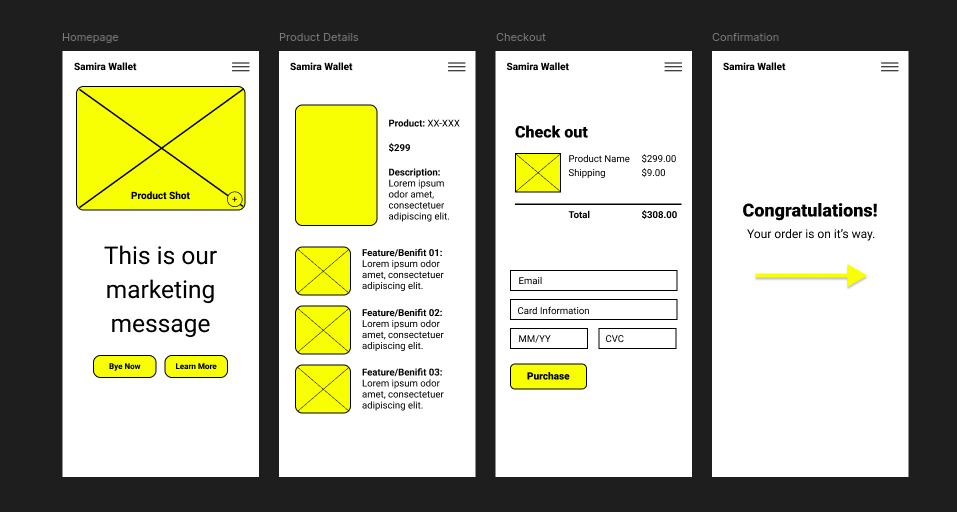 Homepage
Samira Wallet
Product Shot
+
This is our
marketing
message
Bye Now
Learn More
Product Details
Samira Wallet
Product: XX-XXX
$299
Description:
Lorem ipsum
odor amet,
consectetuer
adipiscing elit.
Feature/Benifit 01:
Lorem ipsum odor
amet, consectetuer
adipiscing elit.
Feature/Benifit 02:
Lorem ipsum odor
amet, consectetuer
adipiscing elit.
Feature/Benifit 03:
Lorem ipsum odor
amet, consectetuer
adipiscing elit.
Checkout
Samira Wallet
Check out
Product Name $299.00
Shipping $9.00
Total $308.00
Email
Card Information
MM/YY CVC
Purchase
Confirmation
Samira Wallet
Congratulations!
Your order is on it’s way.